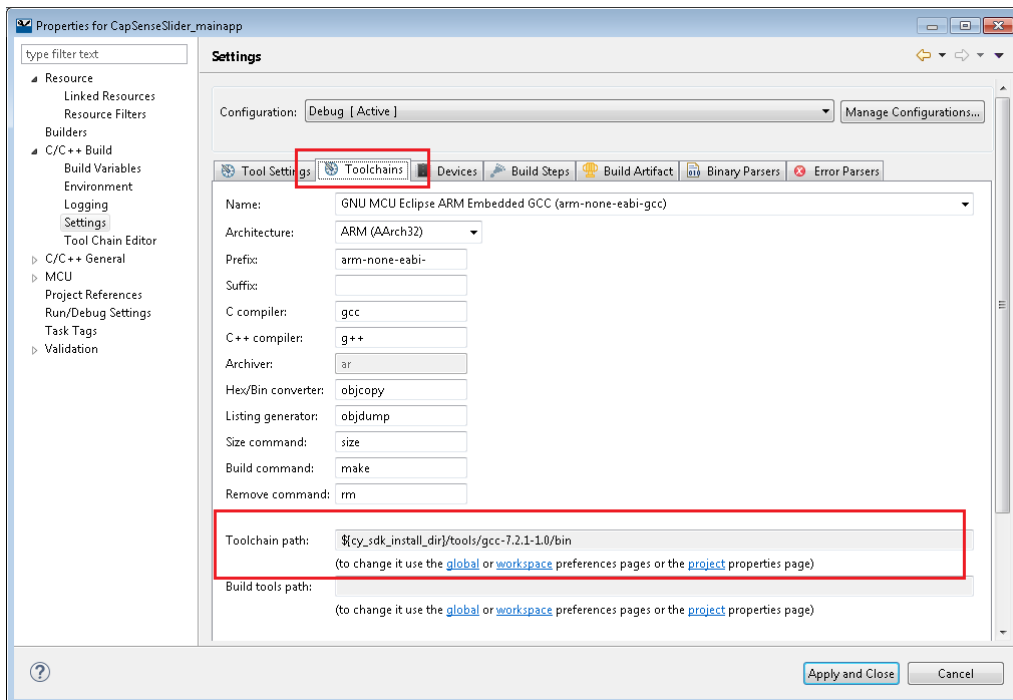 Properties for CapSenseSlider_mainapp
type filter text
Resource
Linked Resources
Resource Filters
Builders
C/C++ Build
Build Variables
Environment
Logging
Settings
Tool Chain Editor
C/C++ General
MCU
Project References
Run/Debug Settings
Task Tags
Validation
Settings
Configuration: Debug [ Active ] Manage Configurations...
Tool Settings Toolchains Devices Build Steps Build Artifact Binary Parsers Error Parsers
Name: GNU MCU Eclipse ARM Embedded GCC (arm-none-eabi-gcc)
Architecture: ARM (AArch32)
Prefix: arm-none-eabi-
Suffix:
C compiler: gcc
C++ compiler: g++
Archiver: ar
Hex/Bin converter: objcopy
Listing generator: objdump
Size command: size
Build command: make
Remove command: rm
Toolchain path: ${cy_sdk_install_dir}/tools/gcc-7.2.1-1.0/bin
(to change it use the global or workspace preferences pages or the project properties page)
Build tools path:
(to change it use the global or workspace preferences pages or the project properties page)
Apply and Close Cancel